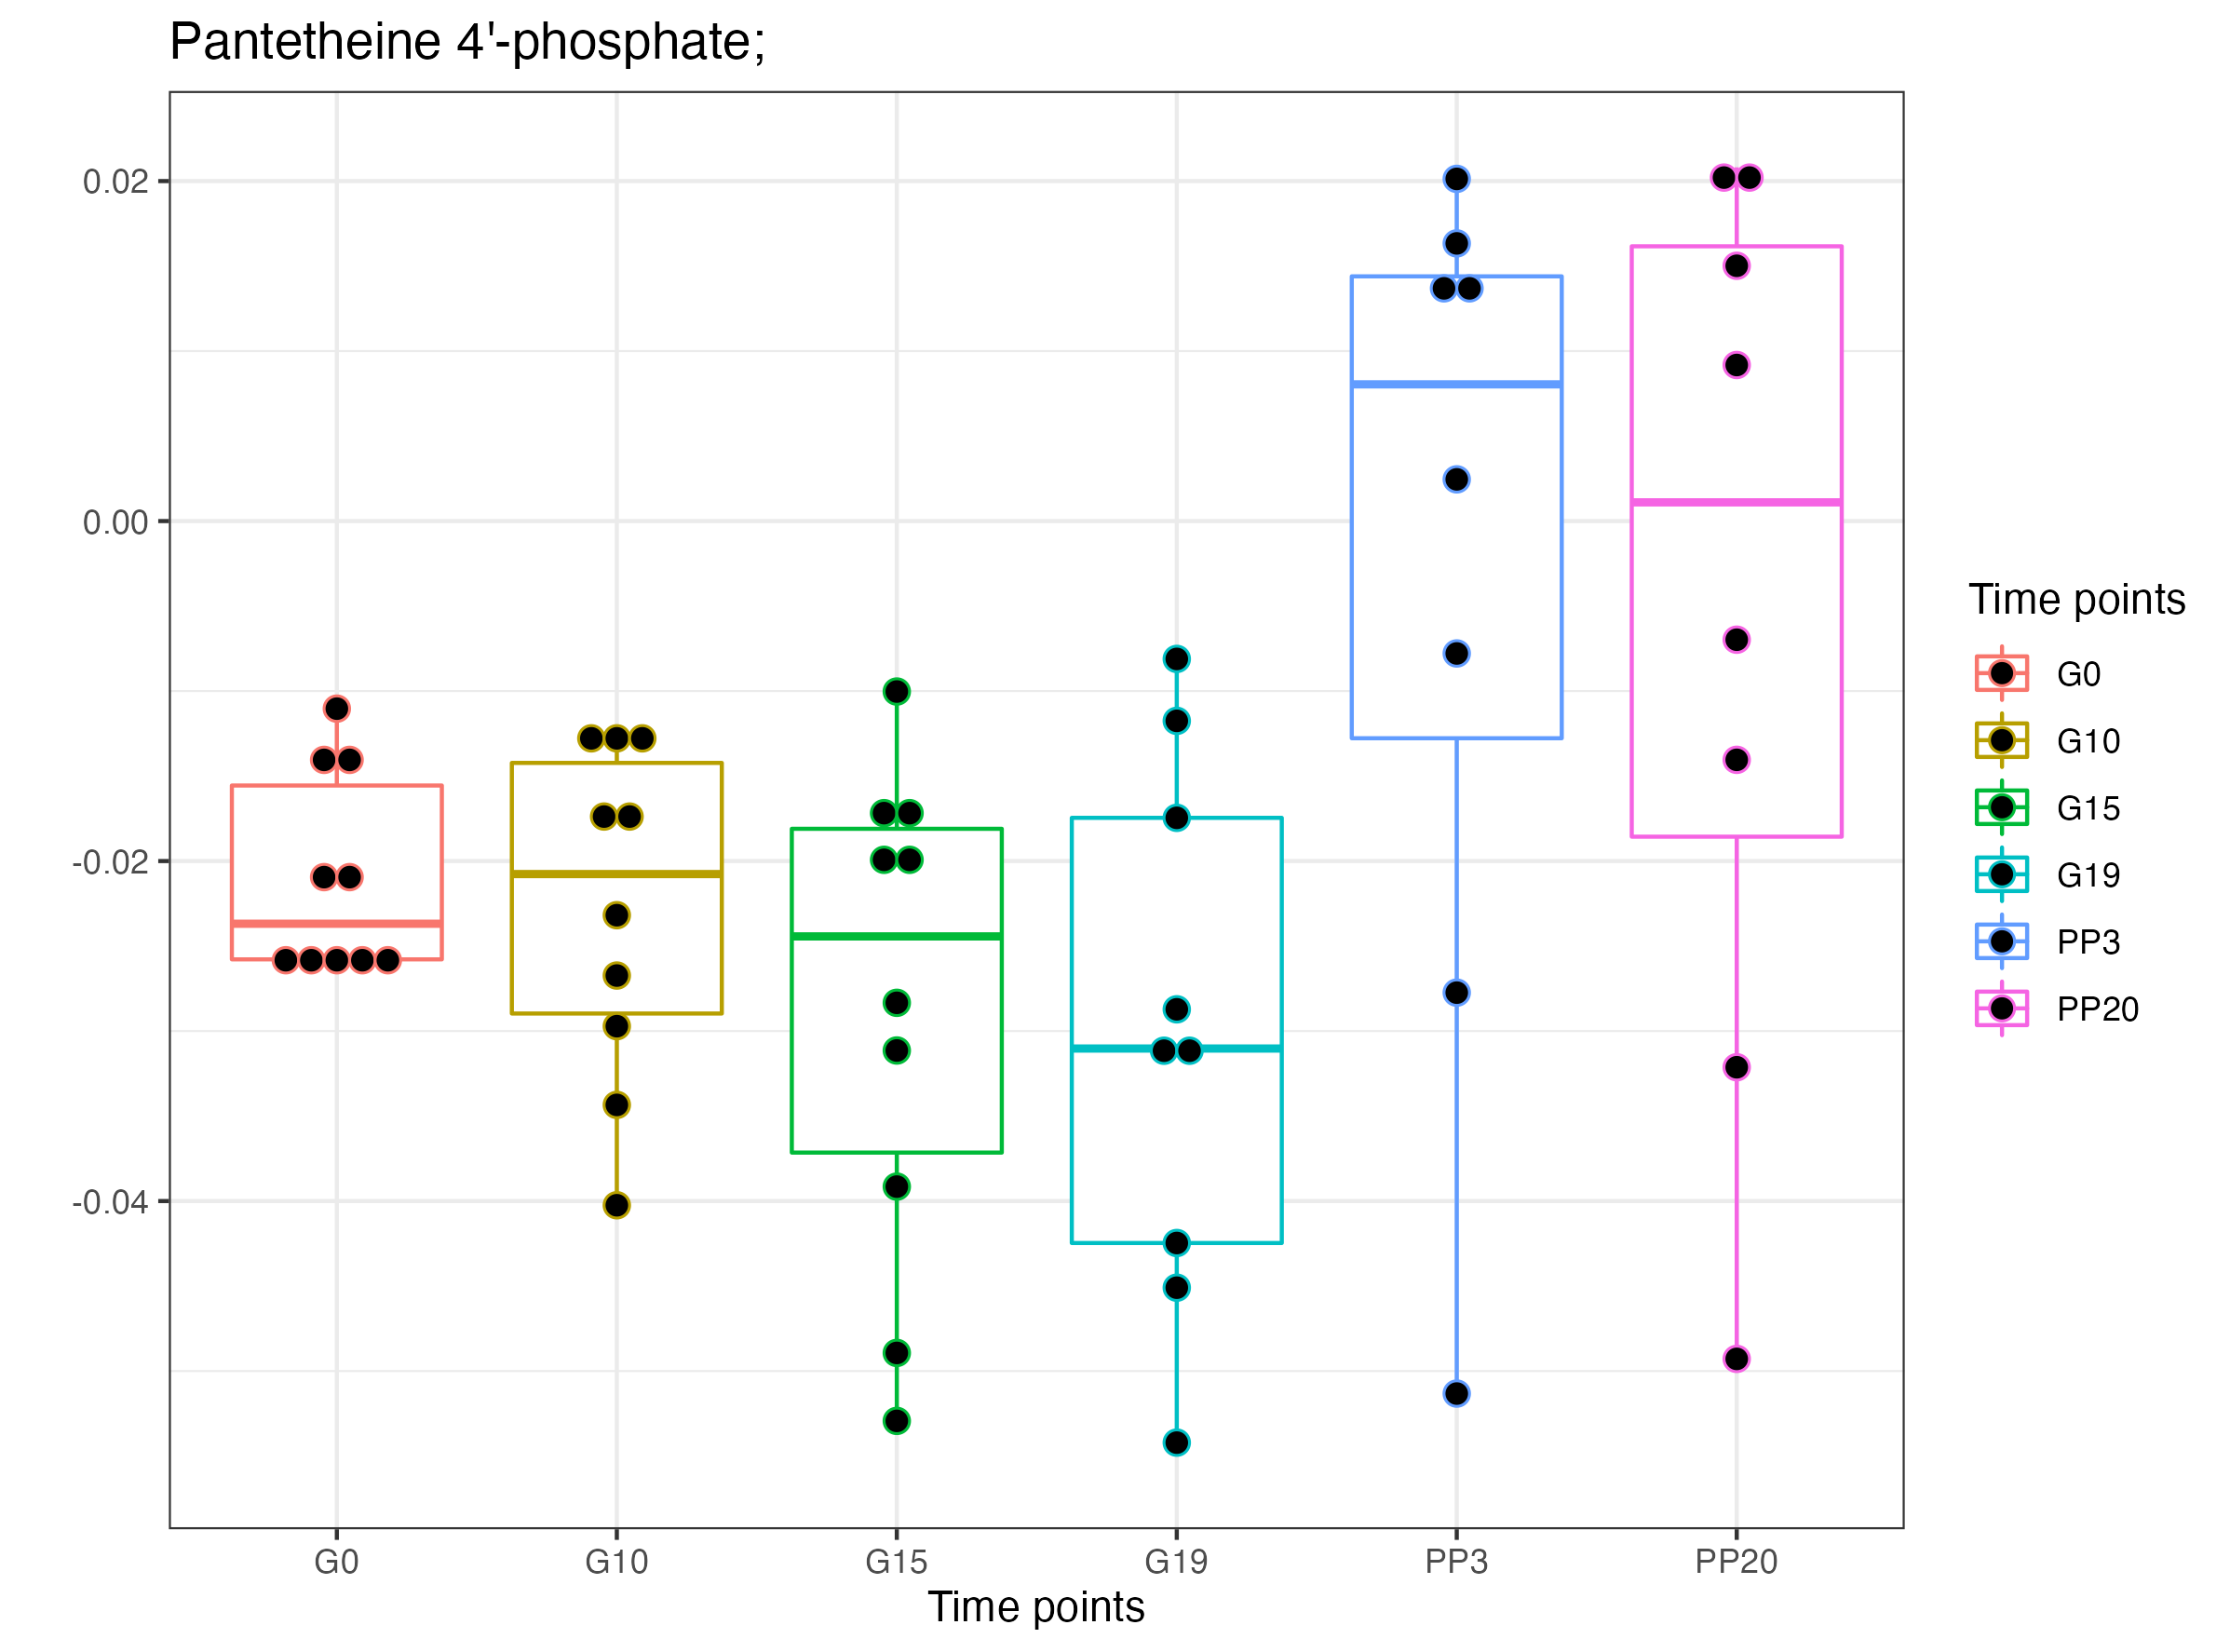 Pantetheine 4'-phosphate;
0.02
0.00
-0.02
-0.04
G0 G10 G15 G19 PP3 PP20
Time points
Time points
G0
G10
G15
G19
PP3
PP20